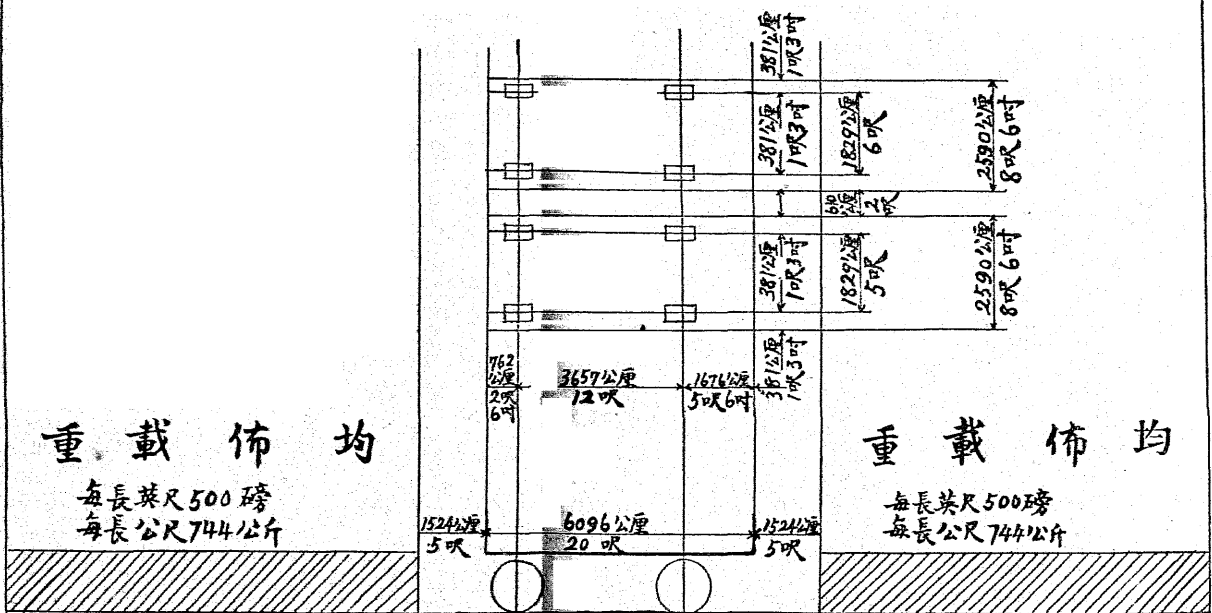 381公厘
1呎3吋
381公厘
1呎3吋
1829公厘
6呎
2590公厘
8呎6吋
610
公厘
2呎
381公厘
1呎3吋
1829公厘
5呎
2590公厘
8呎6吋
762
公厘
2呎
6吋
3657公厘
12呎
1676公厘
5呎6吋
381公厘
1呎3吋
均佈載重
每長英尺500磅
每長公尺744公斤
均佈載重
每長英尺500磅
每長公尺744公斤
1524公厘
5呎
6096公厘
20呎
1524公厘
5呎